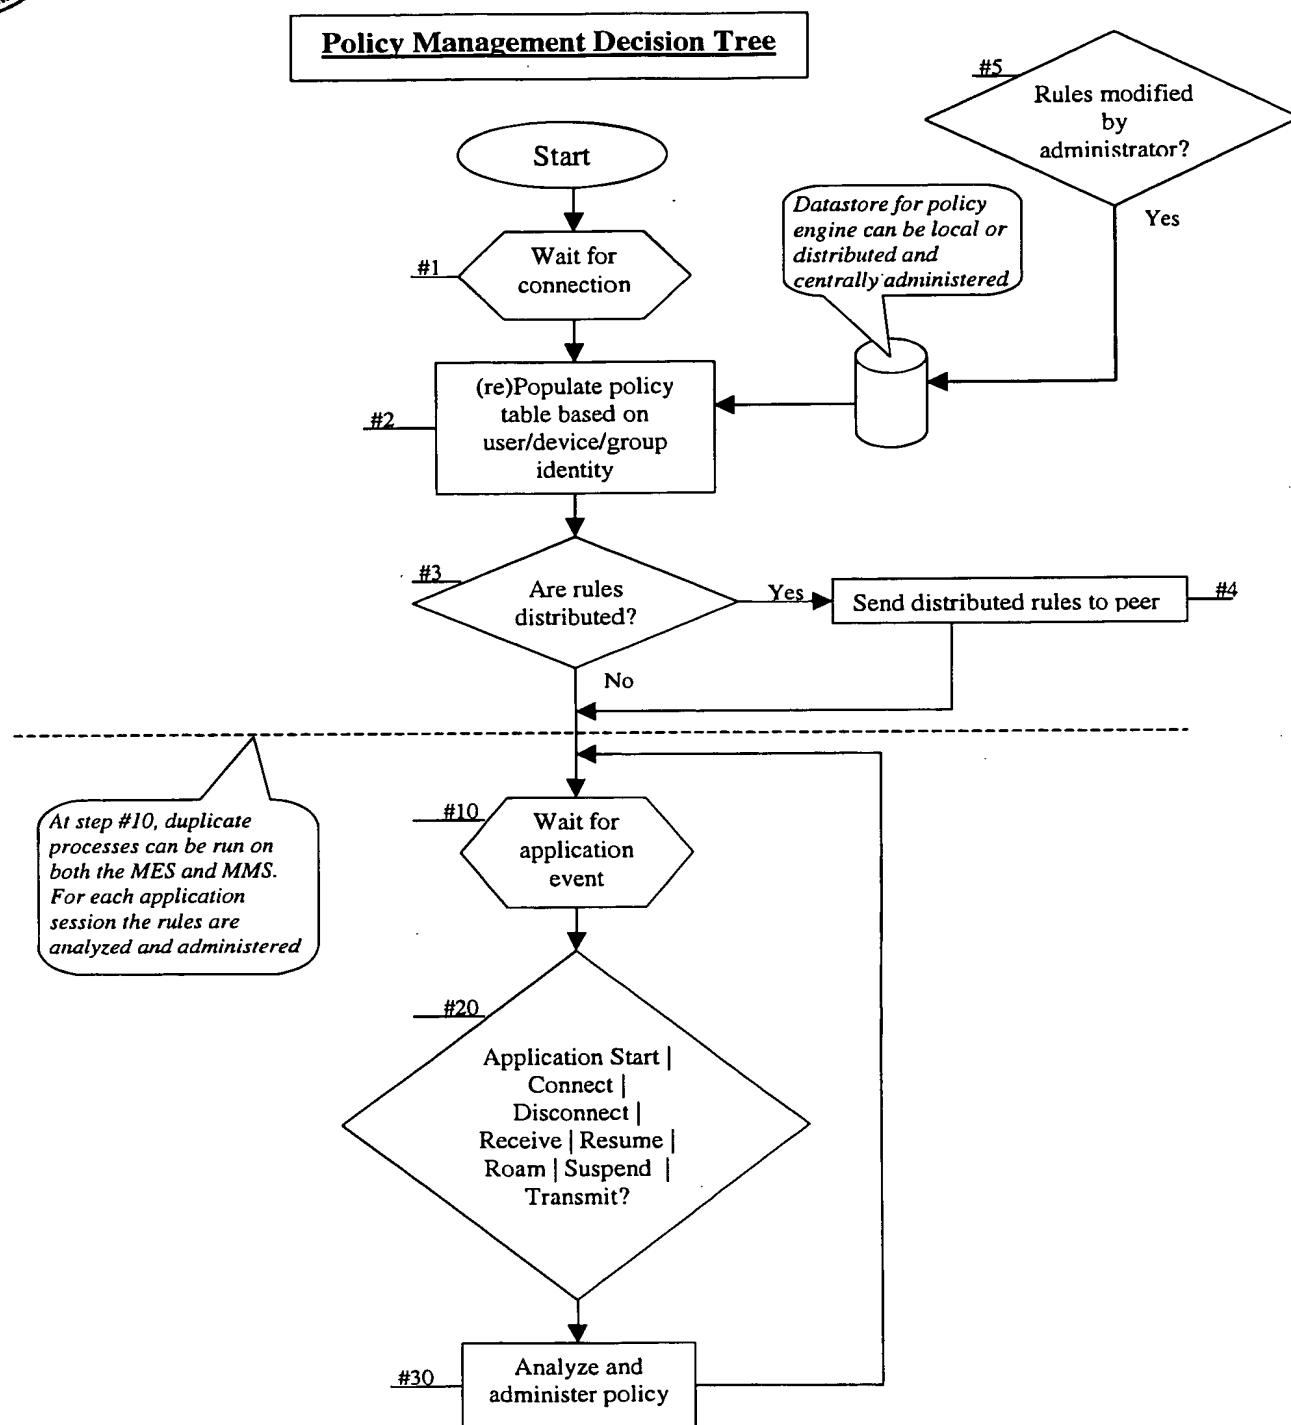 Policy Management Decision Tree
#5
Rules modified
by
administrator?
Yes
Start
Datastore for policy
engine can be local or
distributed and
centrally administered
#1
Wait for
connection
#2
(re)Populate policy
table based on
user/device/group
identity
#3
Are rules
distributed?
Yes
Send distributed rules to peer
#4
No
At step #10, duplicate
processes can be run on
both the MES and MMS.
For each application
session the rules are
analyzed and administered
#10
Wait for
application
event
#20
Application Start |
Connect |
Disconnect |
Receive | Resume |
Roam | Suspend |
Transmit?
#30
Analyze and
administer policy